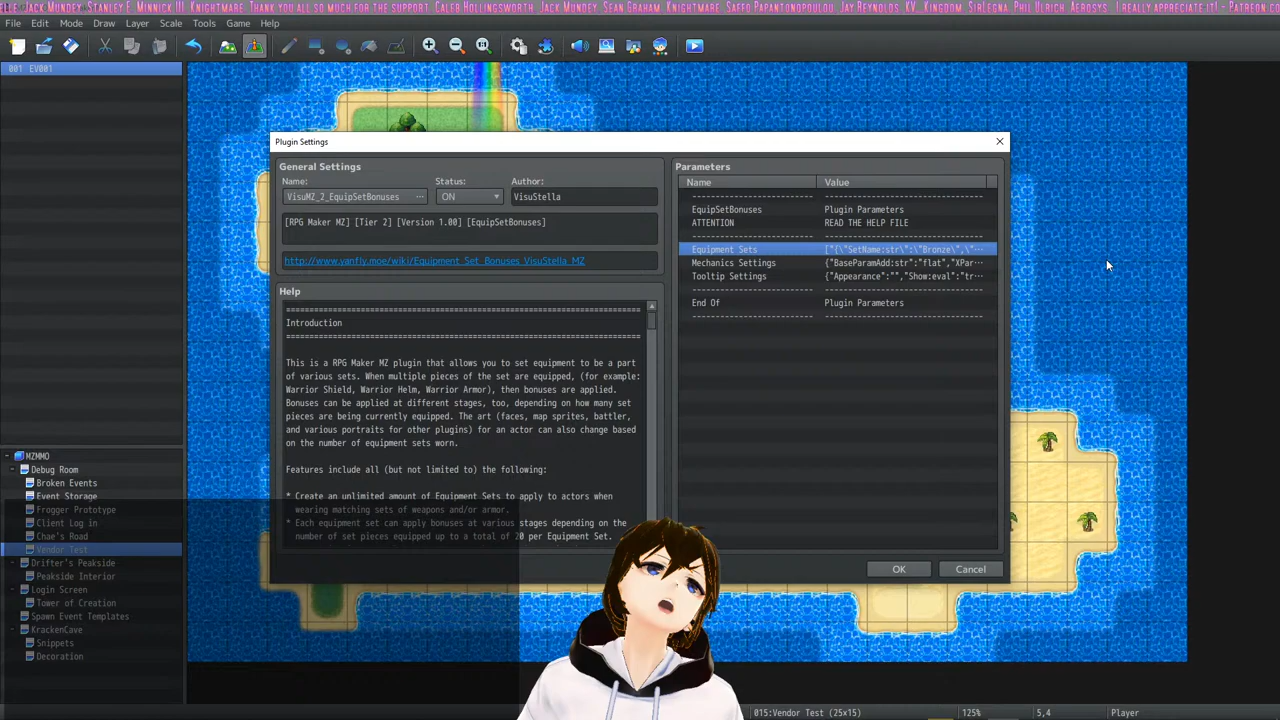 File, Jack Mundey, Stanley E. Minnick III, Knightmare. Thank you all so much for the support, Caleb Hollingsworth, Jack Mundey, Sean Graham, Knightmare, Saffo Papantonopoulou, Jay Reynolds, KV_Kingdom, SirLegna, Phil Ulrich, Aerosys. I really appreciate it! - Patreon.co
File Edit Mode Draw Layer Scale Tools Game Help
001 EV001
Plugin Settings
General Settings
Name: Status: Author:
VisuMZ_2_EquipSetBonuses ... ON VisuStella
[RPG Maker MZ] [Tier 2] [Version 1.00] [EquipSetBonuses]
http://www.yanfly.moe/wiki/Equipment_Set_Bonuses_VisuStella_MZ
Help
================================================================
Introduction
================================================================
This is a RPG Maker MZ plugin that allows you to set equipment to be a part
of various sets. When multiple pieces of the set are equipped, (for example:
Warrior Shield, Warrior Helm, Warrior Armor), then bonuses are applied.
Bonuses can be applied at different stages, too, depending on how many set
pieces are being currently equipped. The art (faces, map sprites, battler,
and various portraits for other plugins) for an actor can also change based
on the number of equipment sets worn.
Features include all (but not limited to) the following:
* Create an unlimited amount of Equipment Sets to apply to actors when
wearing matching sets of weapons and/or armor.
* Each equipment set can apply bonuses at various stages depending on the
number of set pieces equipped up to a total of 20 per Equipment Set.
Parameters
Name Value
------------------------- ---------------------------------
EquipSetBonuses Plugin Parameters
ATTENTION READ THE HELP FILE
------------------------- ---------------------------------
Equipment Sets ["{\"SetName:str\":\"Bronze\",\"...
Mechanics Settings {"BaseParamAdd:str":"flat","XPar...
Tooltip Settings {"Appearance":"","Show:eval":"tr...
------------------------- ---------------------------------
End Of Plugin Parameters
------------------------- ---------------------------------
OK Cancel
MZMMO
Debug Room
Broken Events
Event Storage
Frogger Prototype
Client Log in
Chae's Road
Vendor Test
Drifter's Peakside
Peakside Interior
Login Screen
Tower of Creation
Spawn Event Templates
KrackenCave
Snippets
Decoration
015:Vendor Test (25x15) 125% 5,4 Player